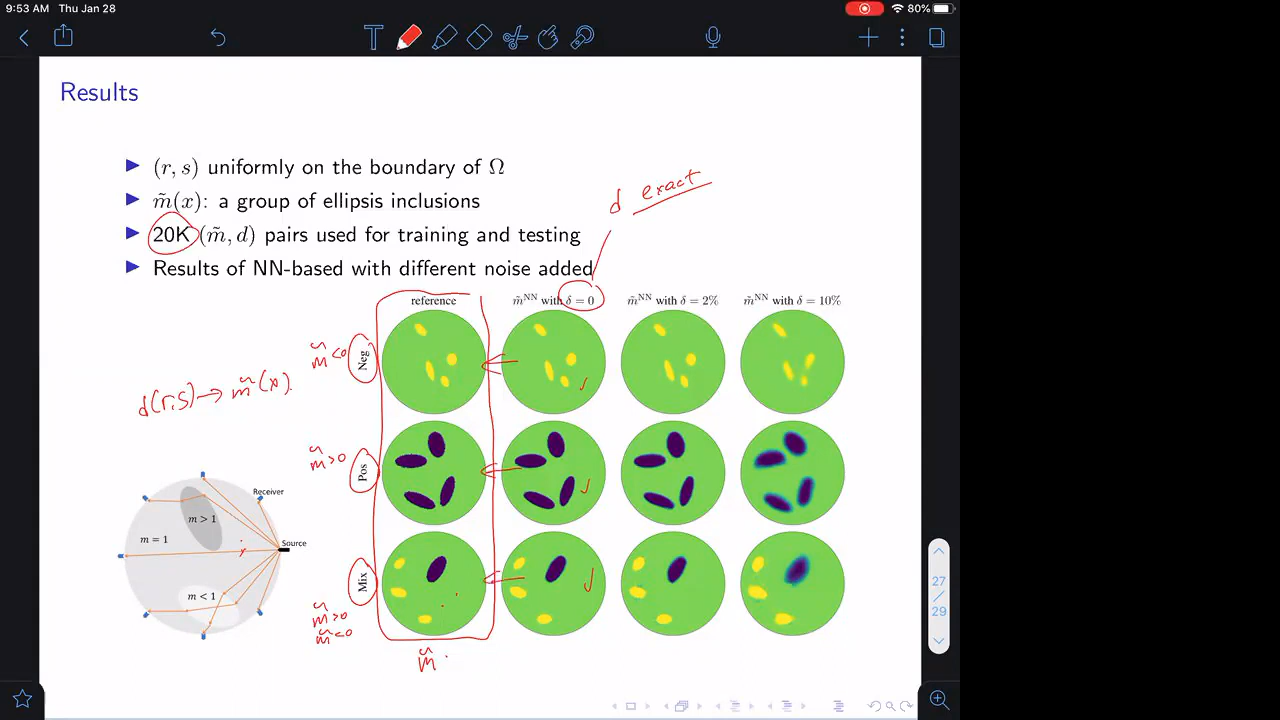 9:53 AM Thu Jan 28
80%
Results
(r, s) uniformly on the boundary of Ω
m̃(x): a group of ellipsis inclusions
20K (m̃, d) pairs used for training and testing
Results of NN-based with different noise added
d exact
reference
m̃ᴺᴺ with δ = 0
m̃ᴺᴺ with δ = 2%
m̃ᴺᴺ with δ = 10%
m̃<0
Neg
d(r,s) → m̃(x).
m̃>0
Pos
Mix
m̃>0
m̃<0
m̃
Receiver
m > 1
m = 1
Source
m < 1
27
/
29